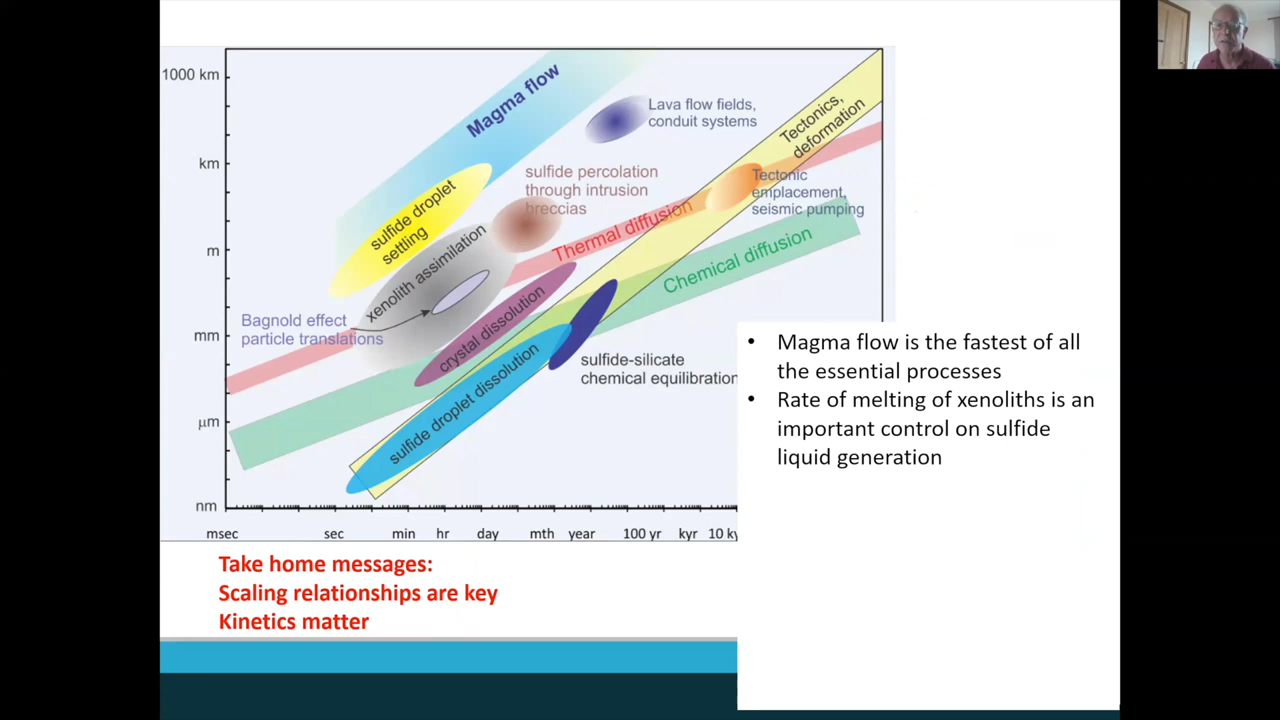 1000 km
km
m
mm
μm
nm
msec
sec
min
hr
day
mth
year
100 yr
kyr
Magma flow
Lava flow fields,
conduit systems
Tectonics,
deformation
sulfide droplet
settling
sulfide percolation
through intrusion
breccias
Tectonic
emplacement,
seismic pumping
xenolith assimilation
Thermal diffusion
Chemical diffusion
Bagnold effect
particle translations
crystal dissolution
sulfide droplet dissolution
sulfide-silicate
chemical equilibration
• Magma flow is the fastest of all
the essential processes
• Rate of melting of xenoliths is an
important control on sulfide
liquid generation
Take home messages:
Scaling relationships are key
Kinetics matter